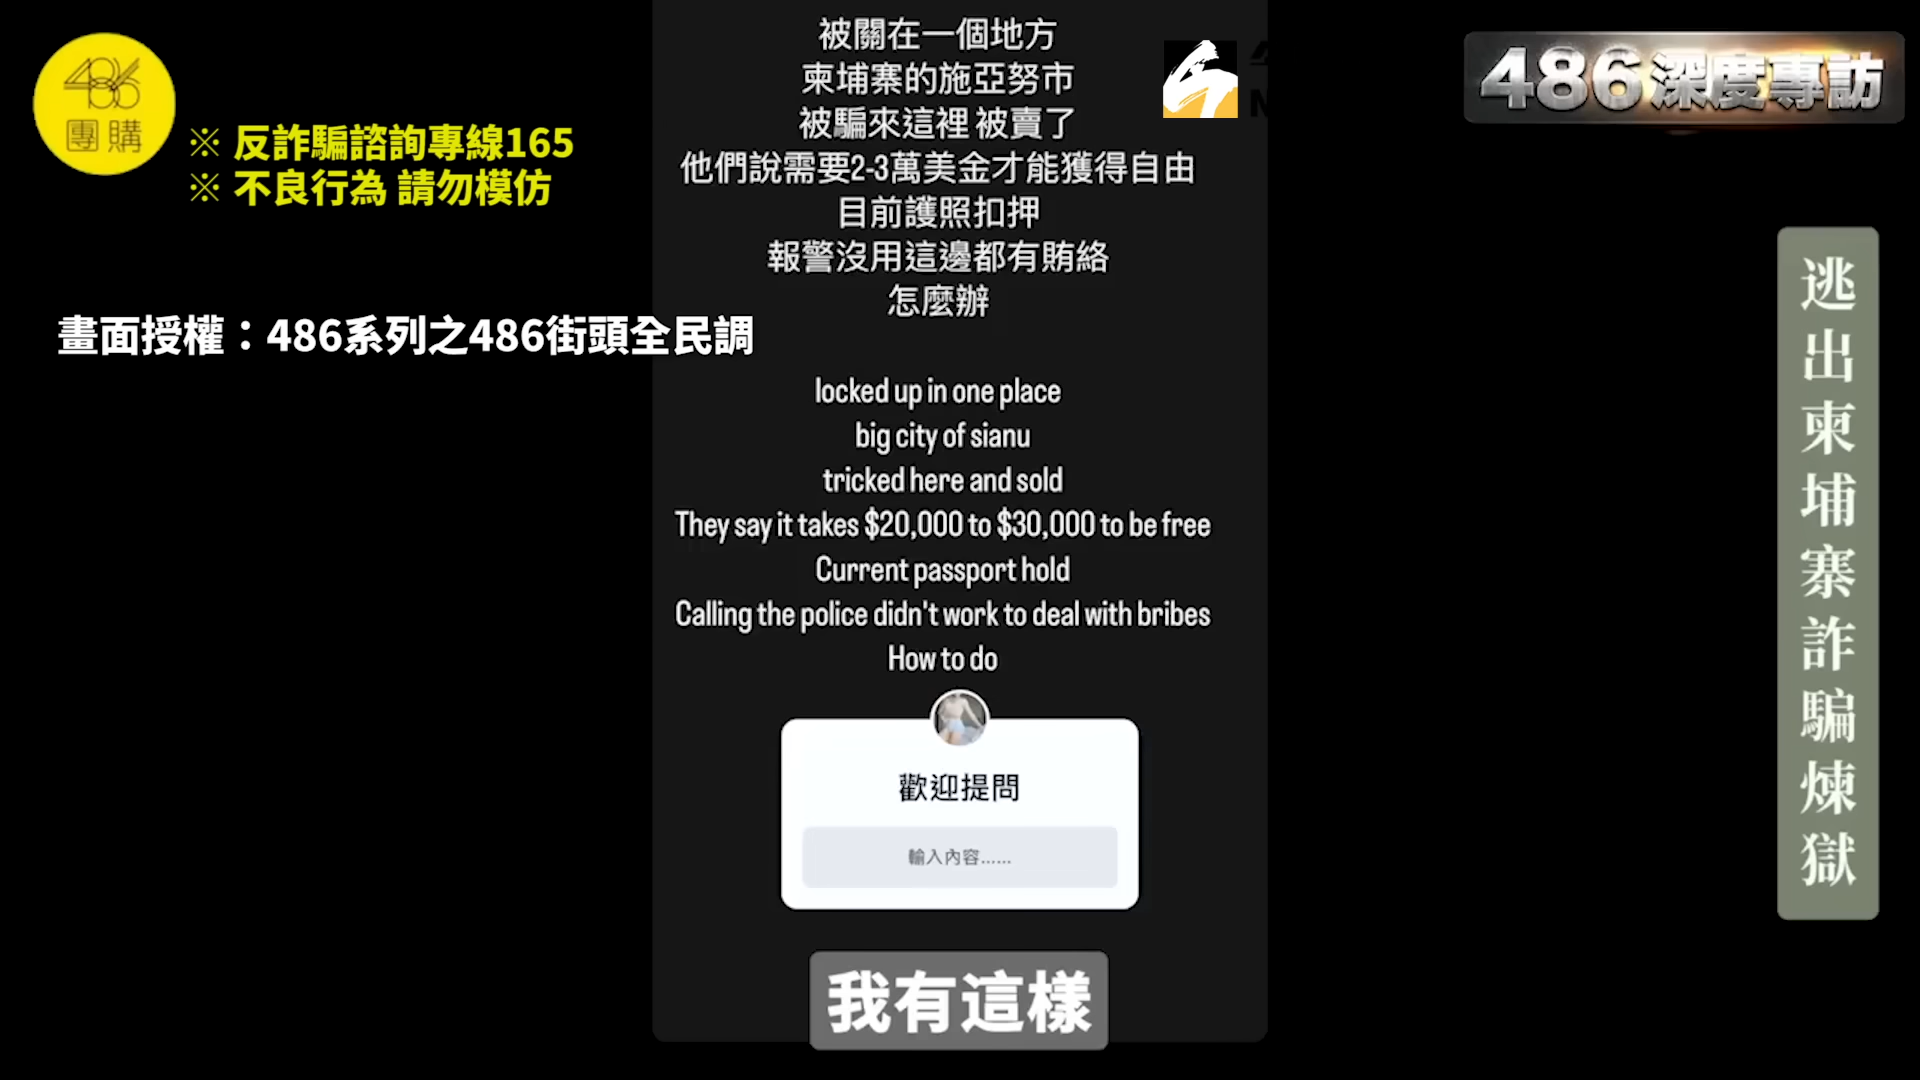 486
團購
※ 反詐騙諮詢專線165
※ 不良行為 請勿模仿
畫面授權：486系列之486街頭全民調
被關在一個地方
柬埔寨的施亞努市
被騙來這裡 被賣了
他們說需要2-3萬美金才能獲得自由
目前護照扣押
報警沒用這邊都有賄絡
怎麼辦
locked up in one place
big city of sianu
tricked here and sold
They say it takes $20,000 to $30,000 to be free
Current passport hold
Calling the police didn't work to deal with bribes
How to do
歡迎提問
輸入內容......
我有這樣
486深度專訪
逃出柬埔寨詐騙煉獄